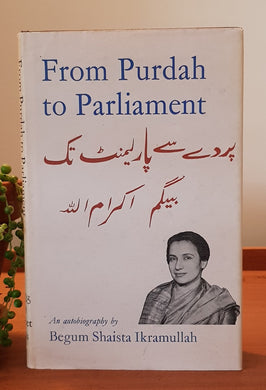 From Purdah
to Parliament
پردے سے پارلیمنٹ تک
بیگم اکرام اللہ
An autobiography by
Begum Shaista Ikramullah